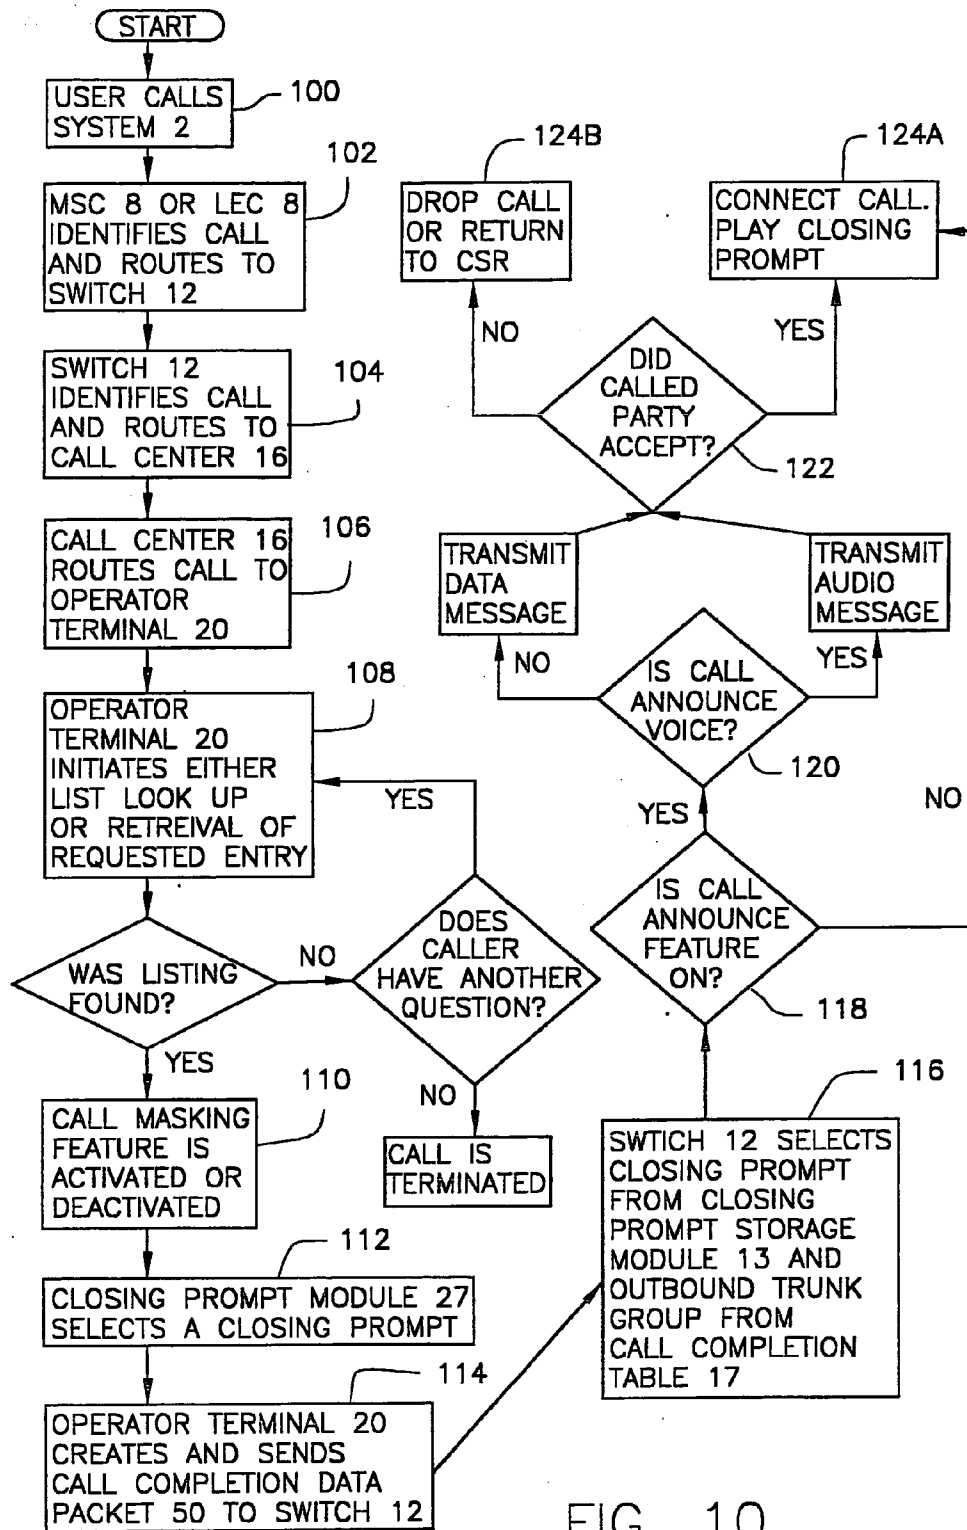 START
USER CALLS
SYSTEM 2
100
MSC 8 OR LEC 8
IDENTIFIES CALL
AND ROUTES TO
SWITCH 12
102
SWITCH 12
IDENTIFIES CALL
AND ROUTES TO
CALL CENTER 16
104
CALL CENTER 16
ROUTES CALL TO
OPERATOR
TERMINAL 20
106
OPERATOR
TERMINAL 20
INITIATES EITHER
LIST LOOK UP
OR RETREIVAL OF
REQUESTED ENTRY
108
WAS LISTING
FOUND?
NO
DOES
CALLER
HAVE ANOTHER
QUESTION?
YES
NO
CALL IS
TERMINATED
YES
CALL MASKING
FEATURE IS
ACTIVATED OR
DEACTIVATED
110
CLOSING PROMPT MODULE 27
SELECTS A CLOSING PROMPT
112
OPERATOR TERMINAL 20
CREATES AND SENDS
CALL COMPLETION DATA
PACKET 50 TO SWITCH 12
114
SWTICH 12 SELECTS
CLOSING PROMPT
FROM CLOSING
PROMPT STORAGE
MODULE 13 AND
OUTBOUND TRUNK
GROUP FROM
CALL COMPLETION
TABLE 17
116
IS CALL
ANNOUNCE
FEATURE
ON?
118
NO
YES
IS CALL
ANNOUNCE
VOICE?
120
NO
YES
TRANSMIT
DATA
MESSAGE
TRANSMIT
AUDIO
MESSAGE
DID
CALLED
PARTY
ACCEPT?
122
NO
YES
DROP CALL
OR RETURN
TO CSR
124B
CONNECT CALL.
PLAY CLOSING
PROMPT
124A
FIG. 10